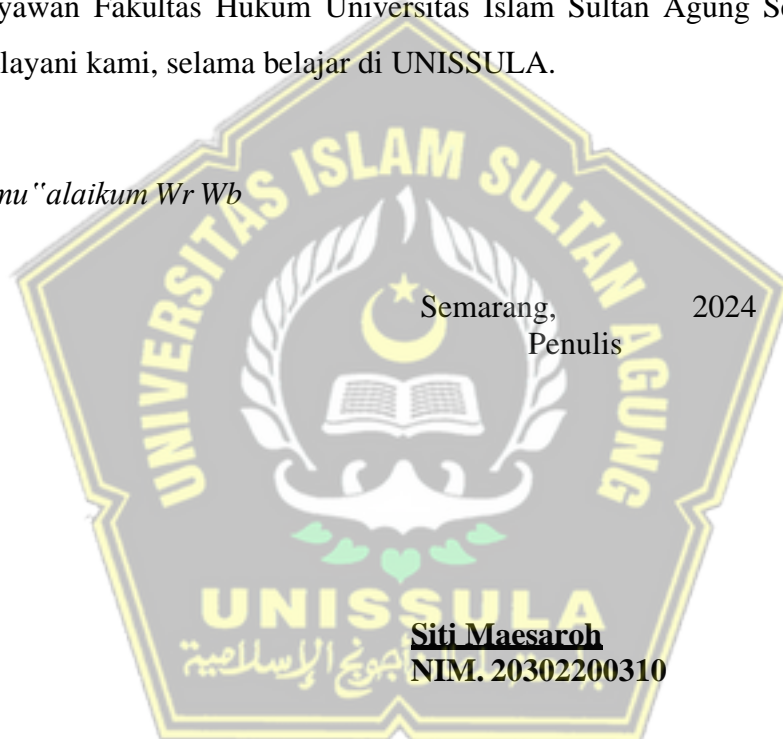 yawan Fakultas Hukum Universitas Islam Sultan Agung Se
layani kami, selama belajar di UNISSULA.
mu‟alaikum Wr Wb
UNIVERSITAS ISLAM SULTAN AGUNG
Semarang, 2024
Penulis
UNISSULA
Siti Maesaroh
NIM. 20302200310